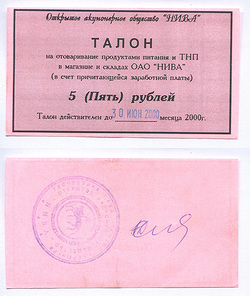 Открытое акционерное общество "НИВА"
ТАЛОН
на отоваривание продуктами питания и ТНП
в магазине и складах ОАО "НИВА"
(в счет причитающейся заработной платы)
5 (Пять) рублей
Талон действителен до 30 ИЮН 2000 месяца 2000г.